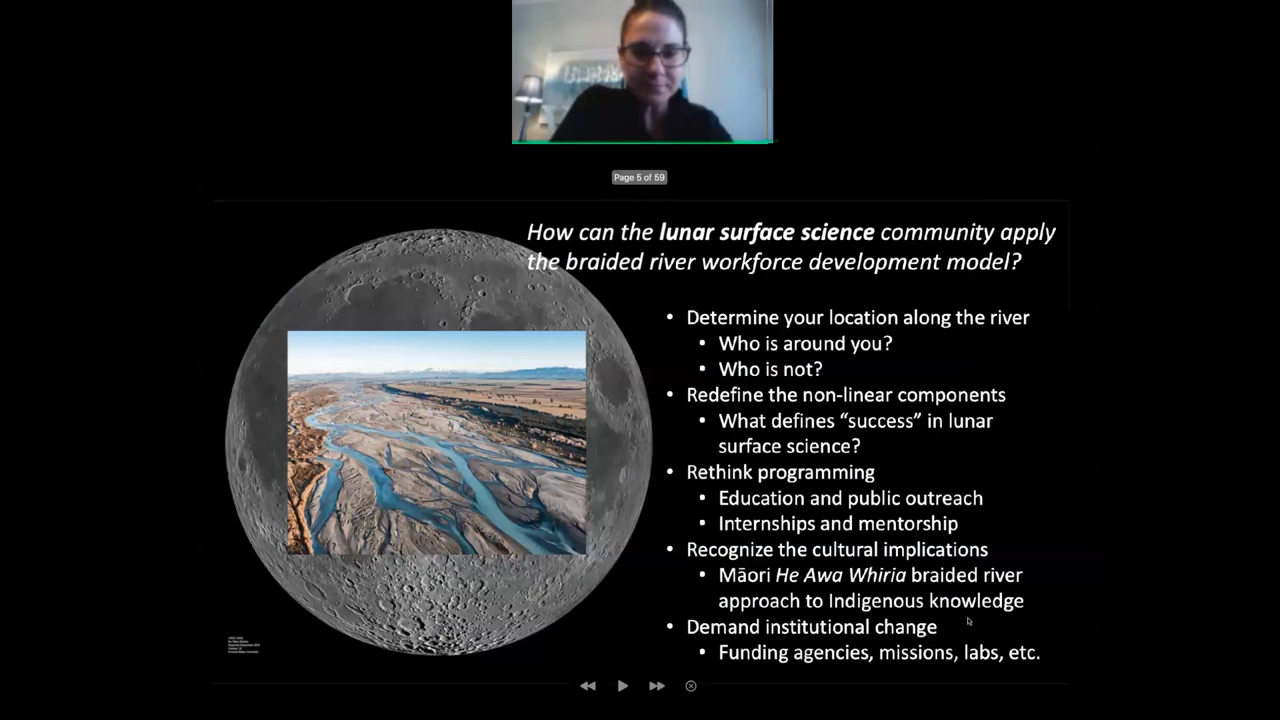 Page 5 of 59
How can the lunar surface science community apply
the braided river workforce development model?
• Determine your location along the river
• Who is around you?
• Who is not?
• Redefine the non-linear components
• What defines “success” in lunar
surface science?
• Rethink programming
• Education and public outreach
• Internships and mentorship
• Recognize the cultural implications
• Māori He Awa Whiria braided river
approach to Indigenous knowledge
• Demand institutional change
• Funding agencies, missions, labs, etc.